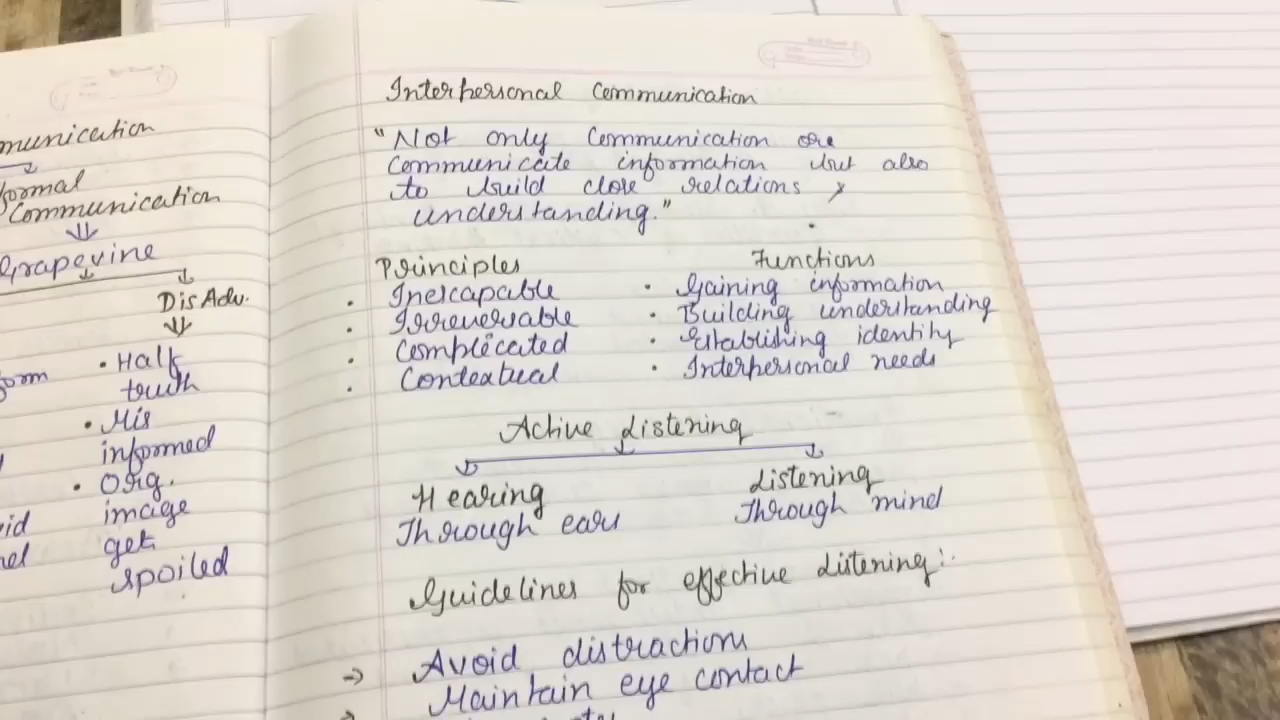 munication
formal
Communication
Grapevine
DisAdv.
• Half
truth
• Mis
informed
• Org.
image
get
spoiled
Interpersonal Communication
"Not only Communication are
Communicate information but also
to build close relations &
understanding."
Principles
• Inescapable
• Irreversable
• Complicated
• Contextual
Functions
• Gaining information
• Building understanding
• Establishing identity
• Interpersonal needs
Active Listening
Hearing
Through ears
Listening
Through mind
Guidelines for effective Listening:-
→ Avoid distractions
→ Maintain eye contact